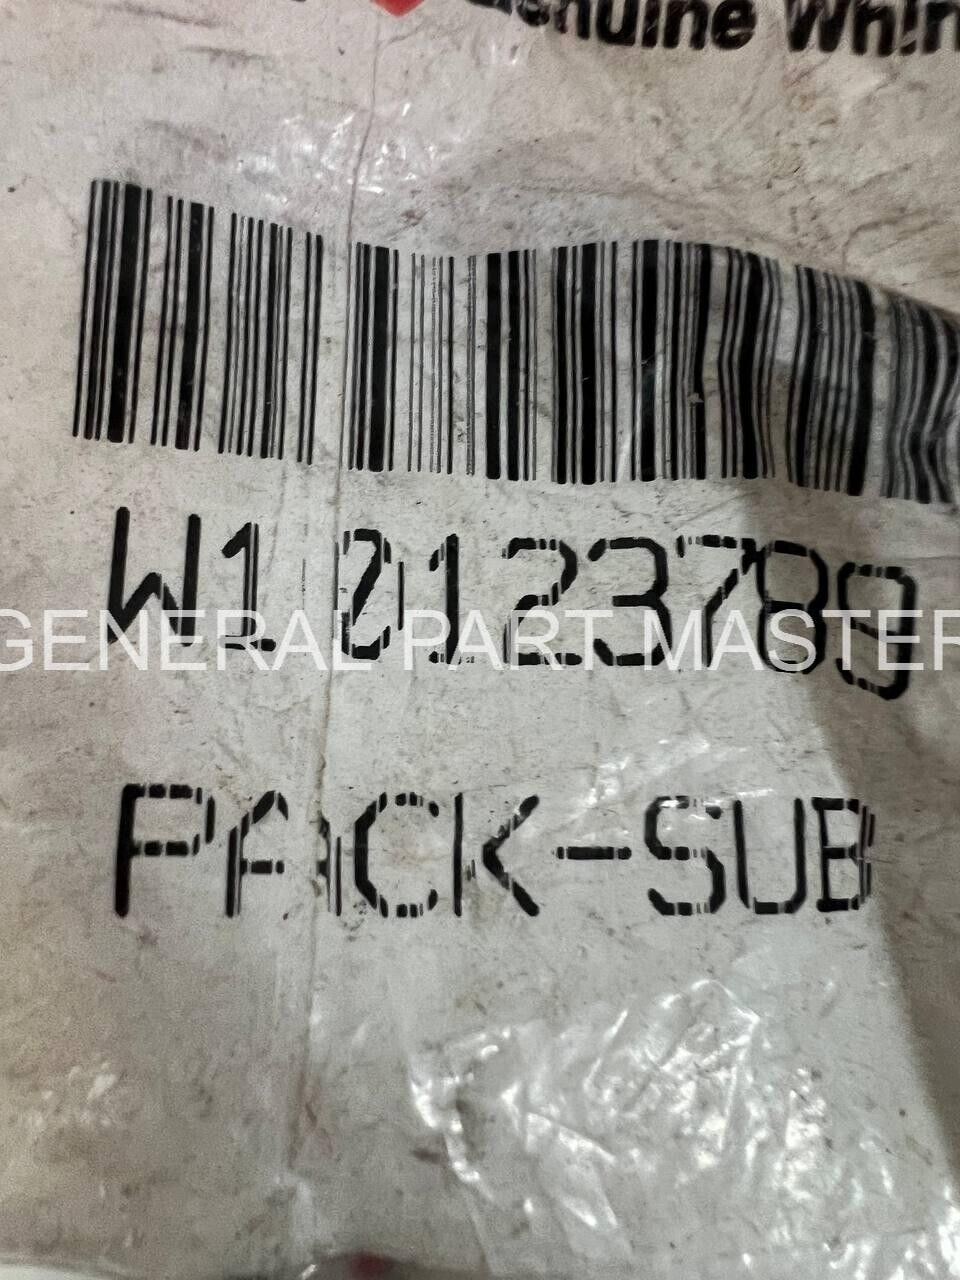 Genuine Whirl
W10123789
GENERAL PART MASTER
PACK-SUB